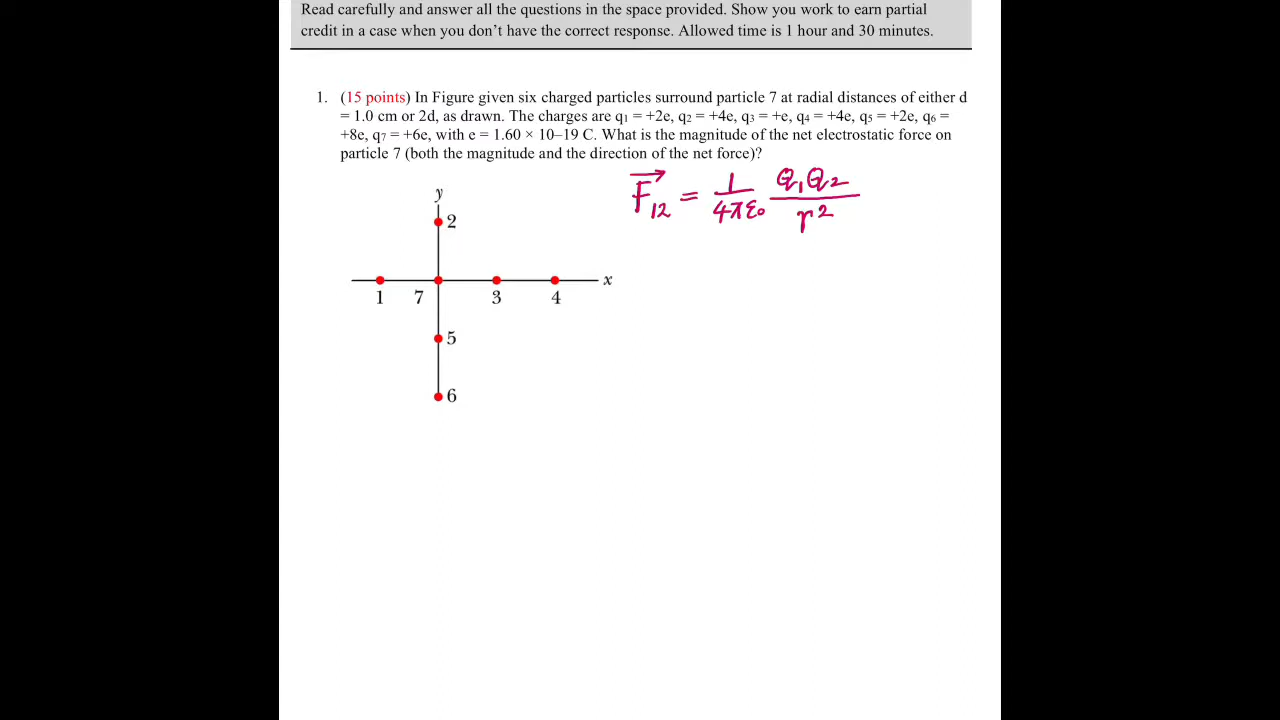 Read carefully and answer all the questions in the space provided. Show you work to earn partial
credit in a case when you don't have the correct response. Allowed time is 1 hour and 30 minutes.
1. (15 points) In Figure given six charged particles surround particle 7 at radial distances of either d
= 1.0 cm or 2d, as drawn. The charges are q1 = +2e, q2 = +4e, q3 = +e, q4 = +4e, q5 = +2e, q6 =
+8e, q7 = +6e, with e = 1.60 × 10–19 C. What is the magnitude of the net electrostatic force on
particle 7 (both the magnitude and the direction of the net force)?
F⃗12 = 1/4πε0 Q1Q2/r²
y
2
x
1 7 3 4
5
6